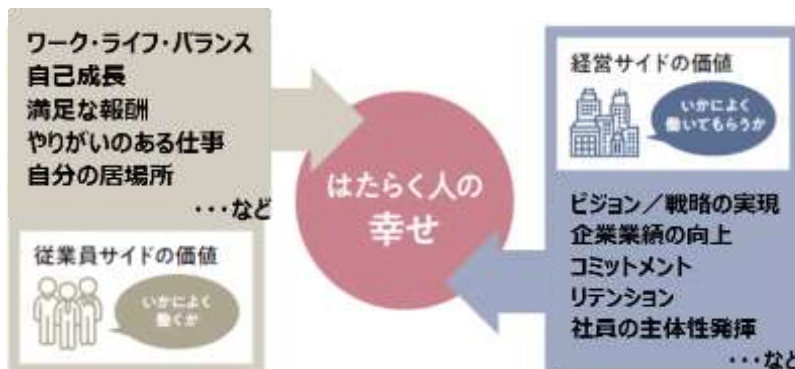 ワーク・ライフ・バランス
自己成長
満足な報酬
やりがいのある仕事
自分の居場所
・・・など
従業員サイドの価値
いかによく
働くか
はたらく人の
幸せ
経営サイドの価値
いかによく
働いてもらうか
ビジョン／戦略の実現
企業業績の向上
コミットメント
リテンション
社員の主体性発揮
・・・など